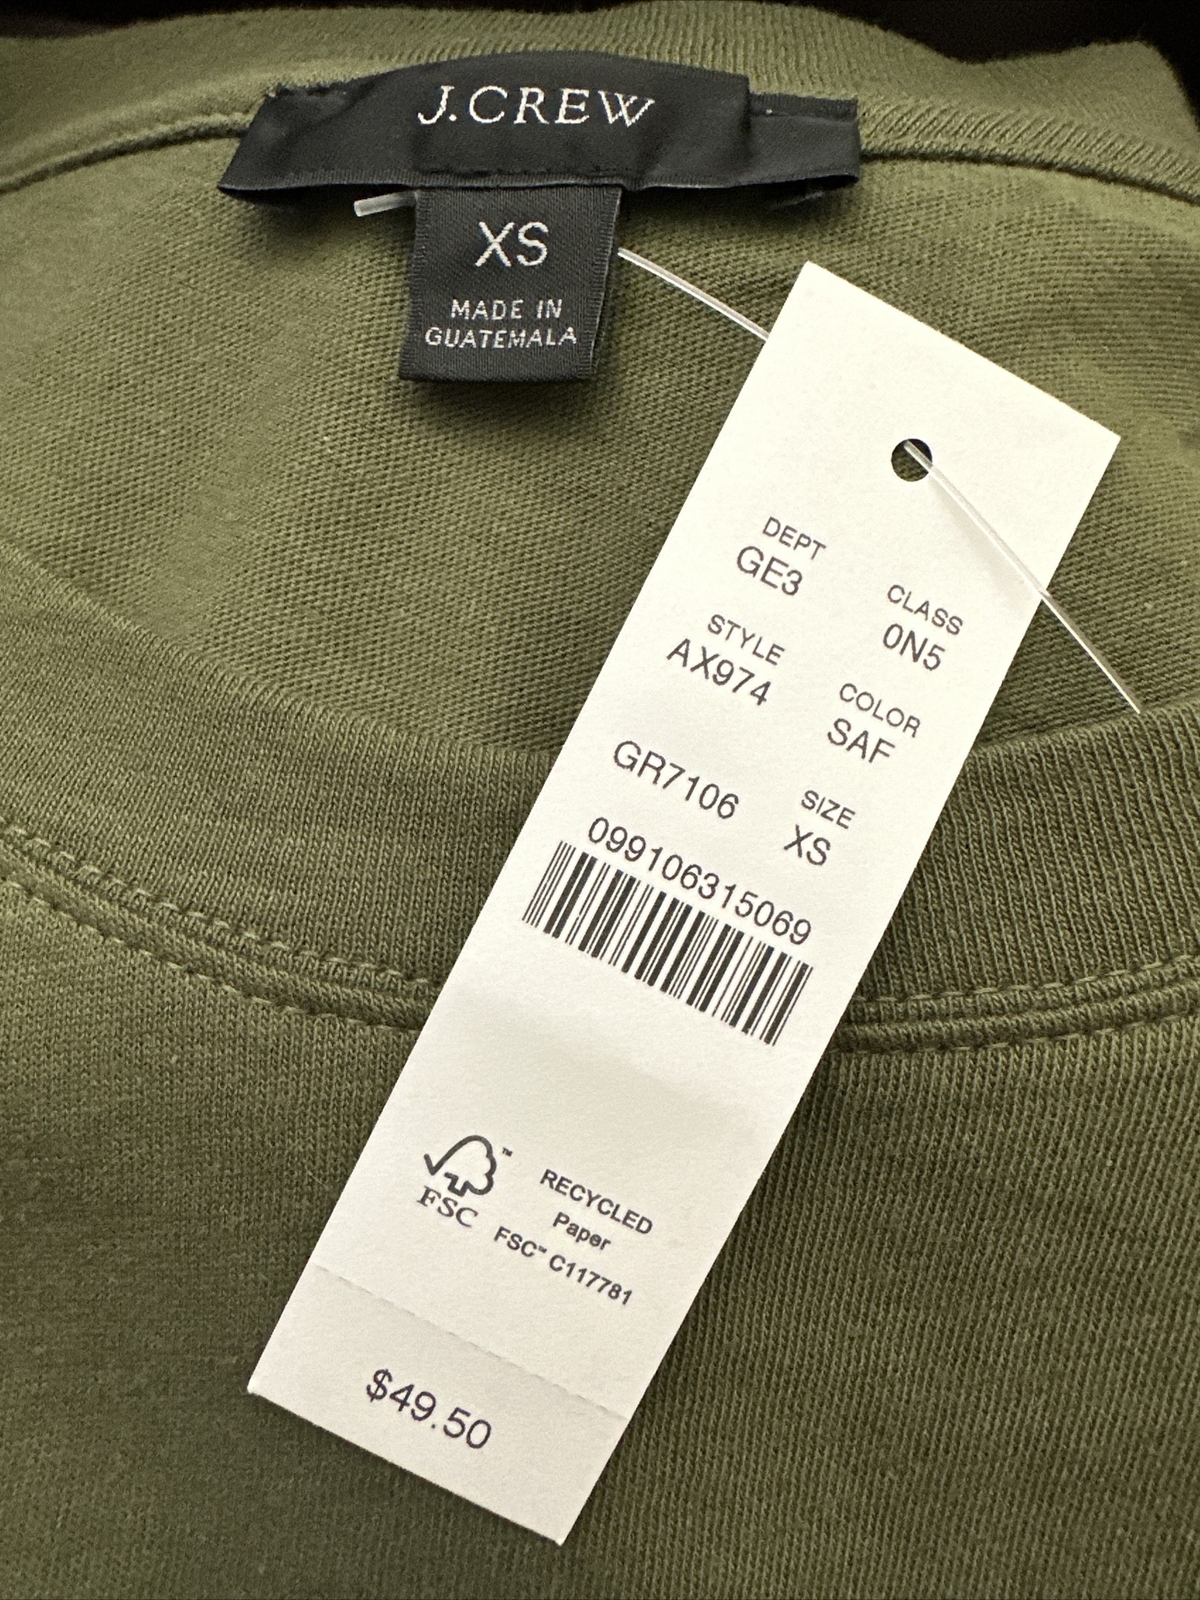 J.CREW
XS
MADE IN
GUATEMALA
DEPT
GE3
CLASS
0N5
STYLE
AX974
COLOR
SAF
GR7106
SIZE
XS
099106315069
™
FSC
RECYCLED
Paper
FSC™ C117781
$49.50